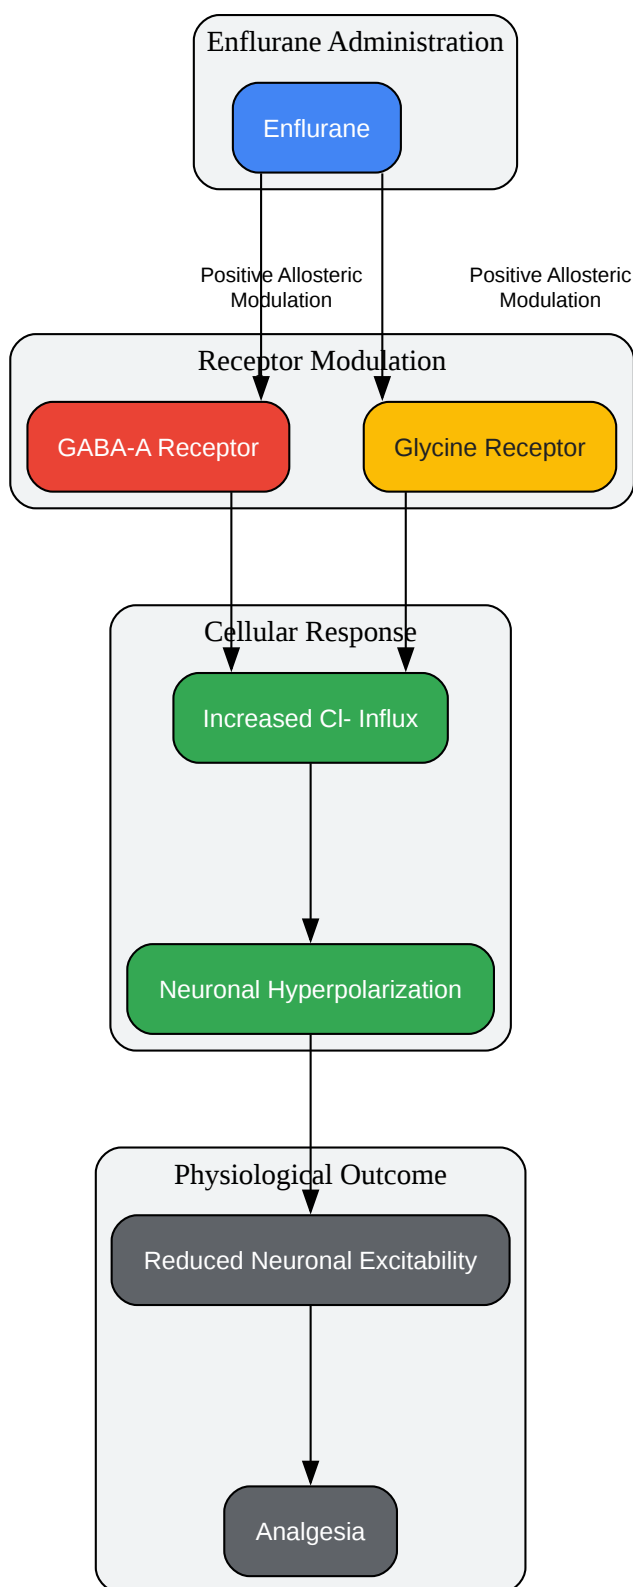 Enflurane Administration
Enflurane
Positive Allosteric
Modulation
Positive Allosteric
Modulation
Receptor Modulation
GABA-A Receptor
Glycine Receptor
Cellular Response
Increased Cl- Influx
Neuronal Hyperpolarization
Physiological Outcome
Reduced Neuronal Excitability
Analgesia